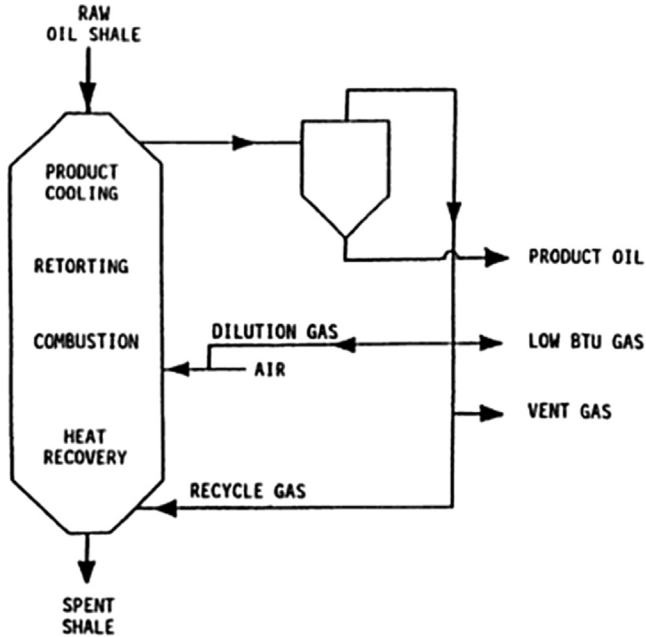 RAW
OIL SHALE
PRODUCT
COOLING
RETORTING
PRODUCT OIL
DILUTION GAS
COMBUSTION
LOW BTU GAS
AIR
VENT GAS
HEAT
RECOVERY
RECYCLE GAS
SPENT
SHALE